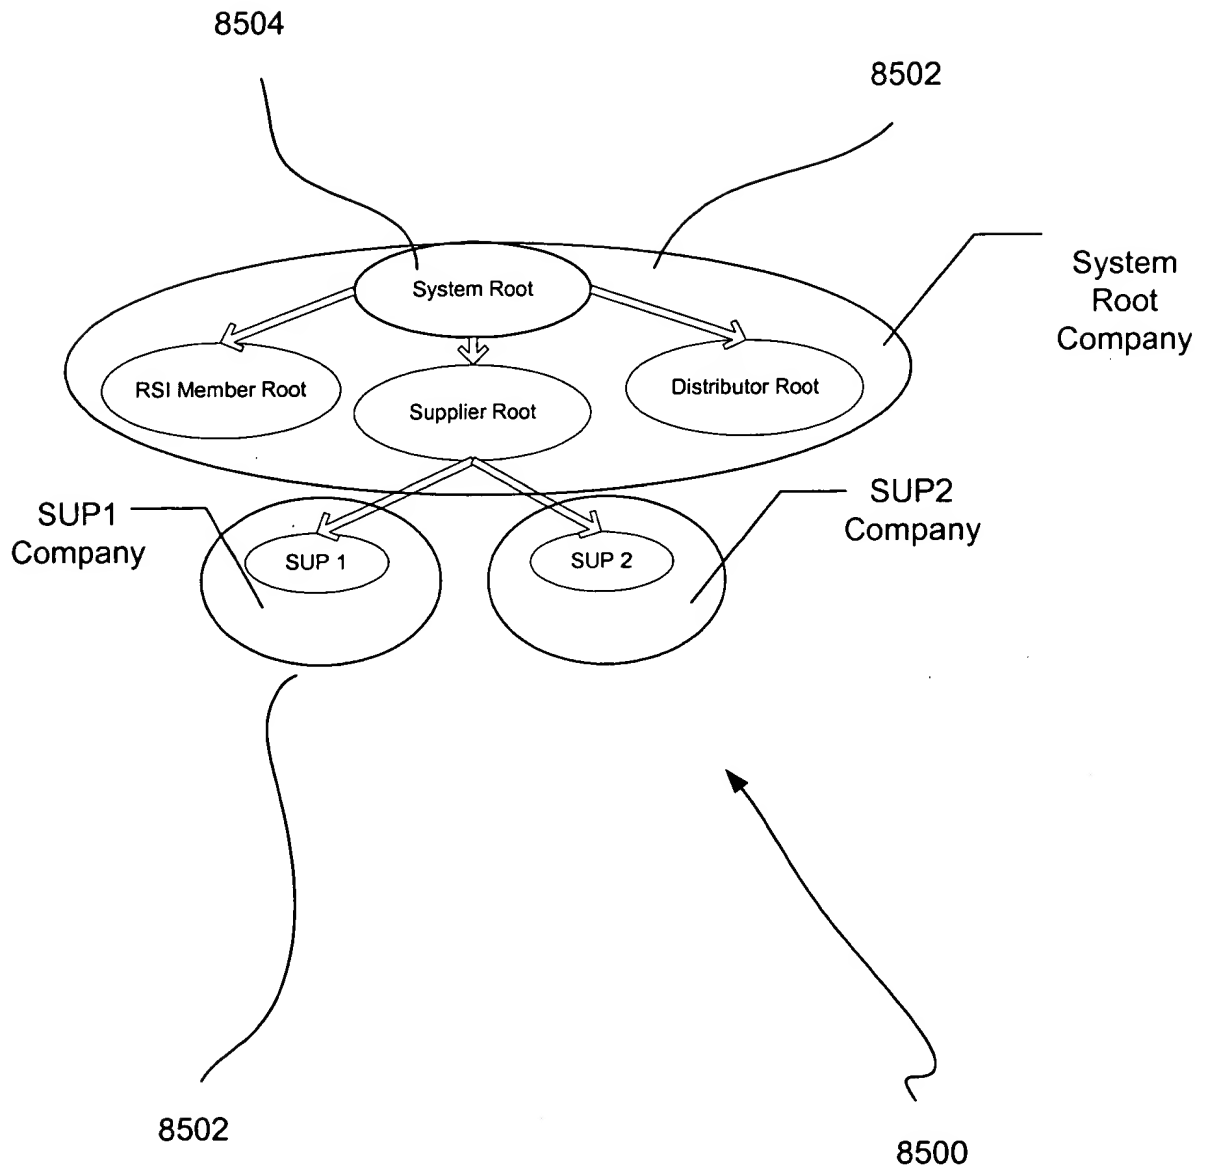 8504
8502
System
Root
Company
System Root
RSI Member Root
Supplier Root
Distributor Root
SUP1
Company
SUP2
Company
SUP 1
SUP 2
8502
8500